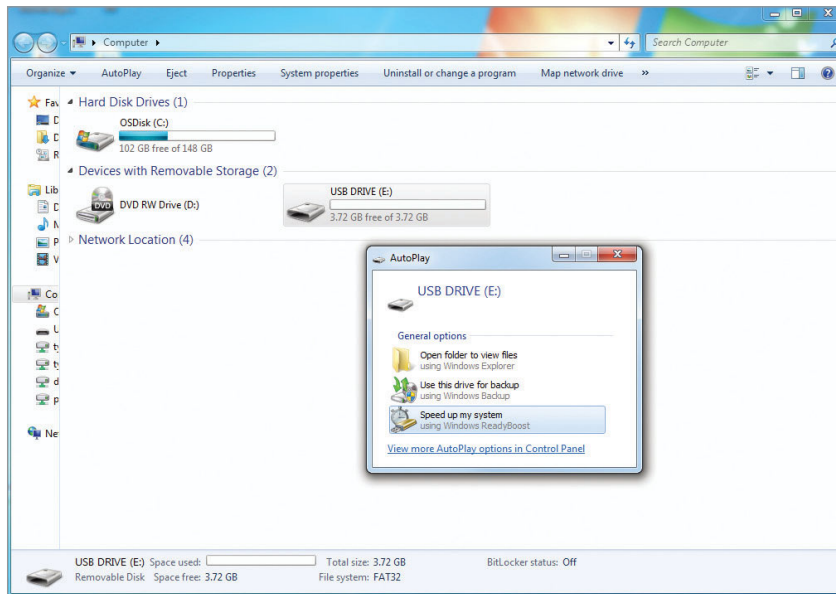 Computer
Search Computer
Organize
AutoPlay
Eject
Properties
System properties
Uninstall or change a program
Map network drive
»
Fav
Hard Disk Drives (1)
OSDisk (C:)
102 GB free of 148 GB
Devices with Removable Storage (2)
DVD
DVD RW Drive (D:)
USB DRIVE (E:)
3.72 GB free of 3.72 GB
Network Location (4)
D
D
R
Lib
D
M
P
V
Co
C
U
t
t
d
p
Ne
AutoPlay
USB DRIVE (E:)
General options
Open folder to view files
using Windows Explorer
Use this drive for backup
using Windows Backup
Speed up my system
using Windows ReadyBoost
View more AutoPlay options in Control Panel
USB DRIVE (E:) Space used: Total size: 3.72 GB BitLocker status: Off
Removable Disk Space free: 3.72 GB File system: FAT32